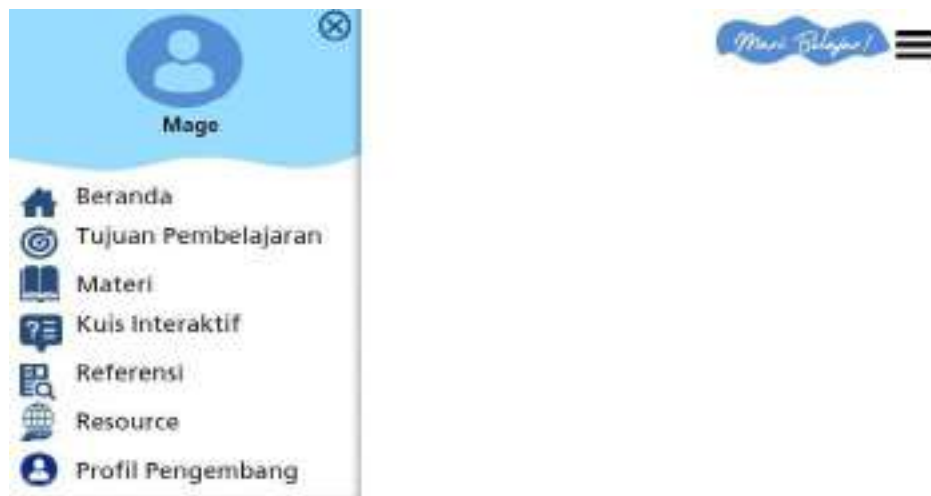 Mage
Beranda
Tujuan Pembelajaran
Materi
Kuis Interaktif
Referensi
Resource
Profil Pengembang
Mari Belajar!